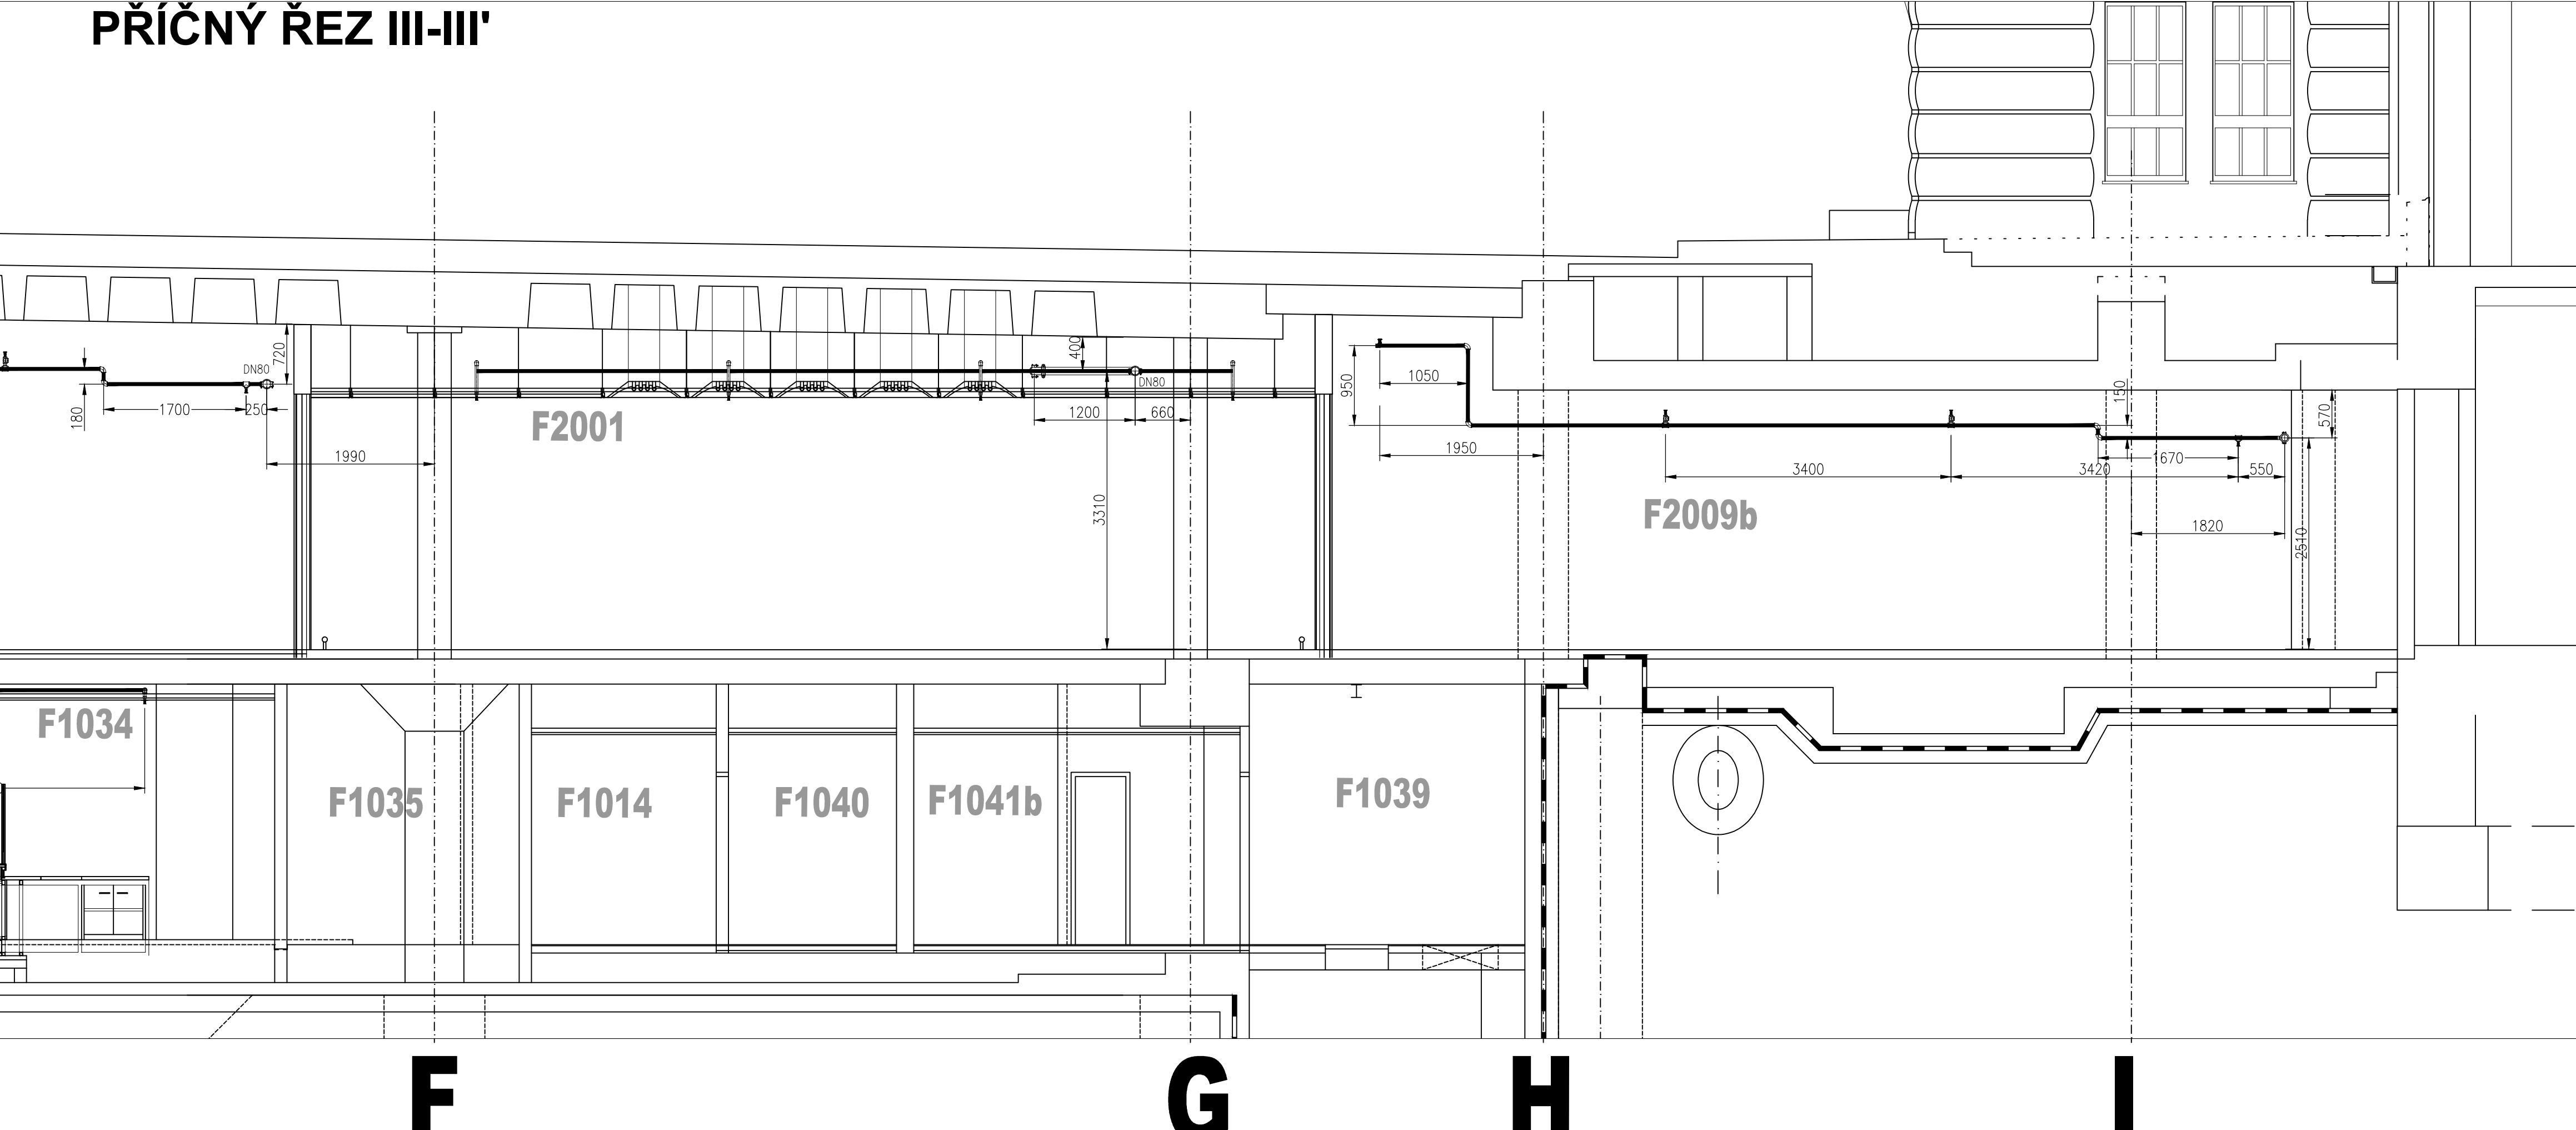 PŘÍČNÝ ŘEZ III-III'
720
DN80
180
1700
250
1990
F2001
400
DN80
1200
660
3310
950
1050
1950
3400
3420
150
1670
550
570
1820
2510
F2009b
F1034
F1035
F1014
F1040
F1041b
F1039
F
G
H
I